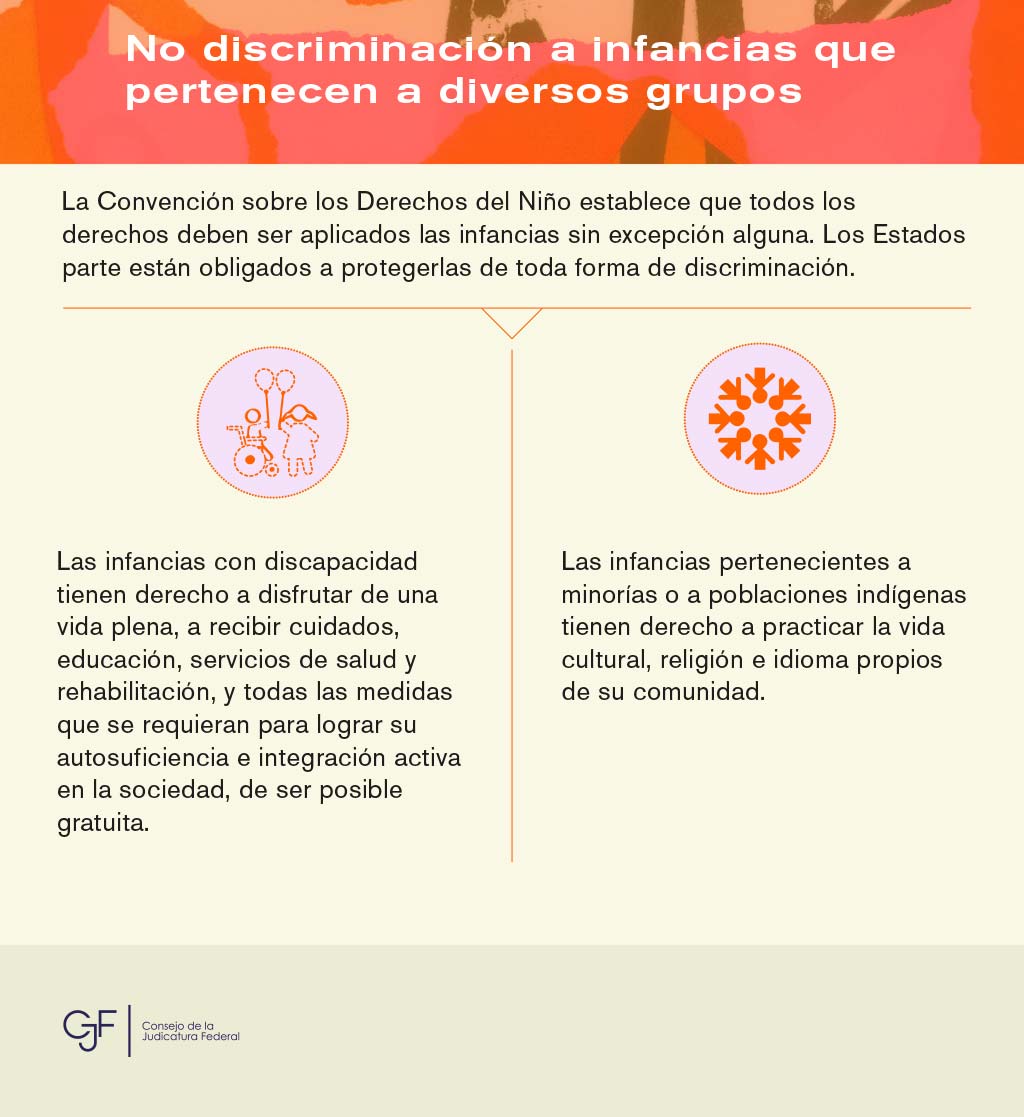 No discriminación a infancias que
pertenecen a diversos grupos
La Convención sobre los Derechos del Niño establece que todos los
derechos deben ser aplicados las infancias sin excepción alguna. Los Estados
parte están obligados a protegerlas de toda forma de discriminación.
Las infancias con discapacidad
tienen derecho a disfrutar de una
vida plena, a recibir cuidados,
educación, servicios de salud y
rehabilitación, y todas las medidas
que se requieran para lograr su
autosuficiencia e integración activa
en la sociedad, de ser posible
gratuita.
Las infancias pertenecientes a
minorías o a poblaciones indígenas
tienen derecho a practicar la vida
cultural, religión e idioma propios
de su comunidad.
CJF
Consejo de la
Judicatura Federal